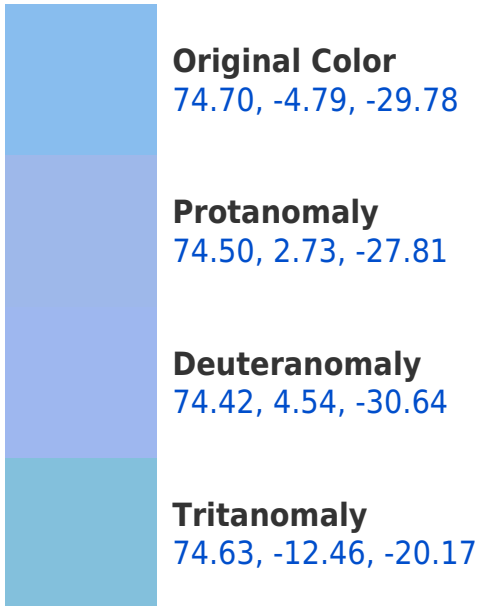 Original Color
74.70, -4.79, -29.78
Protanomaly
74.50, 2.73, -27.81
Deuteranomaly
74.42, 4.54, -30.64
Tritanomaly
74.63, -12.46, -20.17